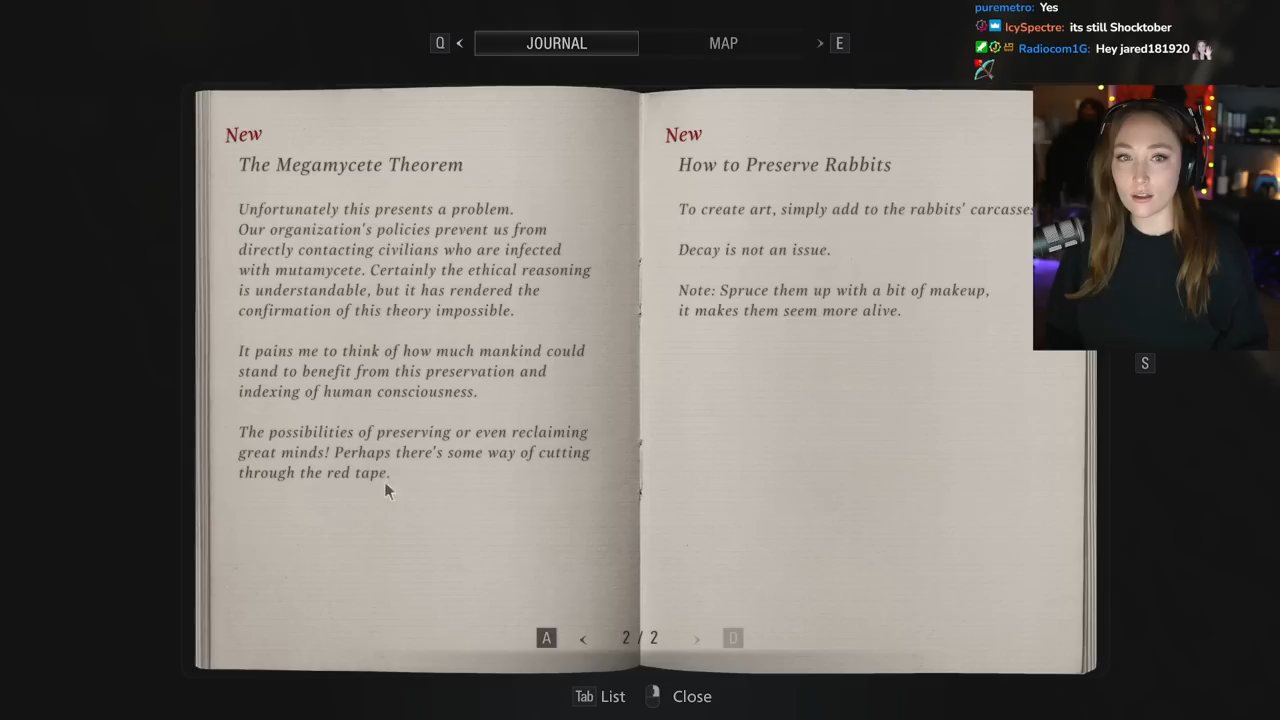 puremetro: Yes
IcySpectre: its still Shocktober
Radiocom1G: Hey jared181920
Q < JOURNAL MAP > E
New
The Megamycete Theorem
Unfortunately this presents a problem.
Our organization's policies prevent us from
directly contacting civilians who are infected
with mutamycete. Certainly the ethical reasoning
is understandable, but it has rendered the
confirmation of this theory impossible.
It pains me to think of how much mankind could
stand to benefit from this preservation and
indexing of human consciousness.
The possibilities of preserving or even reclaiming
great minds! Perhaps there's some way of cutting
through the red tape.
New
How to Preserve Rabbits
To create art, simply add to the rabbits' carcasses
Decay is not an issue.
Note: Spruce them up with a bit of makeup,
it makes them seem more alive.
S
A < 2 / 2 > D
Tab List Close